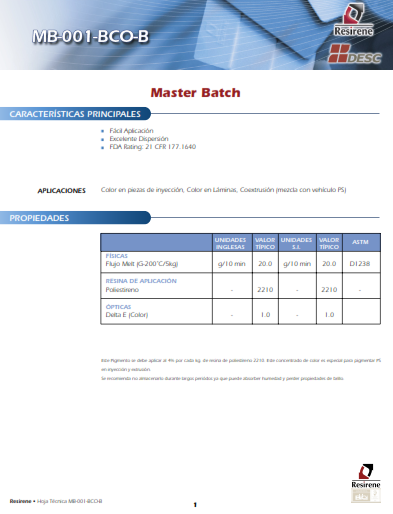 MB-001-BCO-B
Resirene
DESC
Master Batch
CARACTERÍSTICAS PRINCIPALES
Fácil Aplicación
Excelente Dispersión
FDA Rating: 21 CFR 177.1640
APLICACIONES Color en piezas de inyección, Color en Láminas; Coextrusión (mezcla con vehículo PS)
PROPIEDADES
UNIDADES INGLESAS VALOR TÍPICO UNIDADES S.I. VALOR TÍPICO ASTM
FÍSICAS
Flujo Melt (G-200°C/5kg) g/10 min 20.0 g/10 min 20.0 D1238
RESINA DE APLICACIÓN
Poliestireno - 2210 - 2210 -
ÓPTICAS
Delta E (Color) - 1.0 - 1.0
Este Pigmento se debe aplicar al 4% por cada kg. de resina de poliestireno 2210. Este concentrado de color es especial para pigmentar PS
en inyección y extrusión.
Se recomienda no almacenarlo durante largos periodos ya que puede absorber humedad y perder propiedades de brillo.
Resirene
Resirene • Hoja Técnica MB-001-BCO-B
1